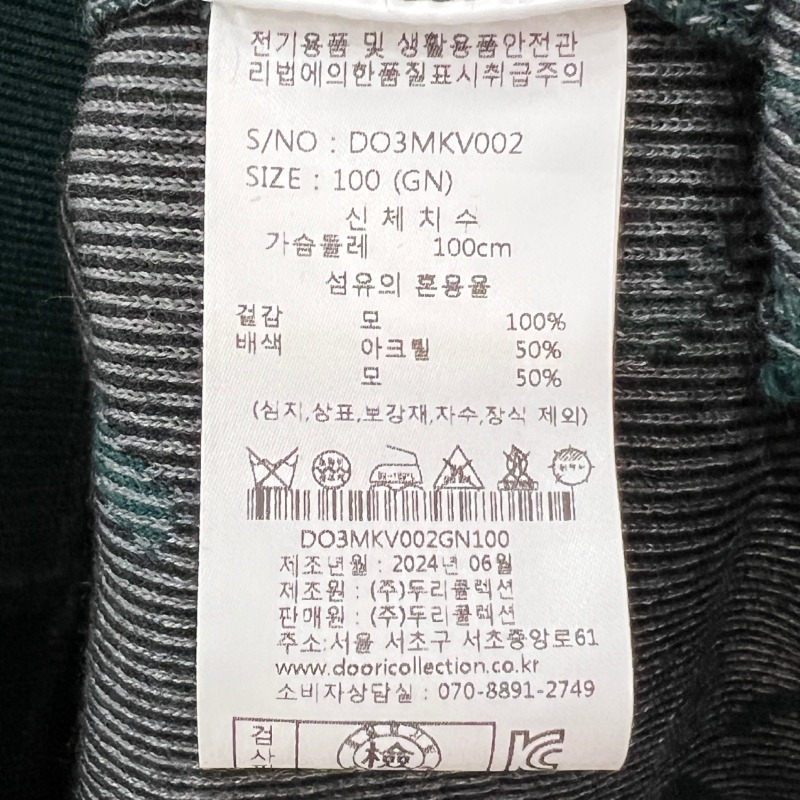 전기용품 및 생활용품안전관
리법에의한품질표시취급주의
S/NO : DO3MKV002
SIZE : 100 (GN)
신 체 치 수
가슴둘레 100cm
섬유의 혼용율
겉감 모 100%
배색 아크릴 50%
모 50%
(심지,상표,보강재,자수,장식 제외)
DO3MKV002GN100
제조년월 : 2024년 06월
제조원 : (주)두리콜렉션
판매원 : (주)두리콜렉션
주소:서울 서초구 서초중앙로61
www.dooricollection.co.kr
소비자상담실 : 070-8891-2749
검
檢